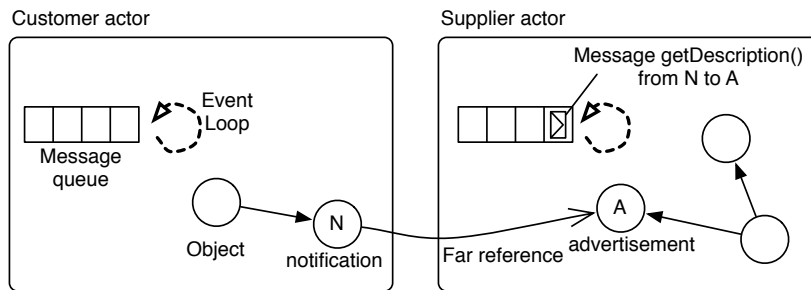 Customer actor
Supplier actor
Message getDescription()
from N to A
Event
Loop
Message
queue
Object
N
notification
Far reference
A
advertisement